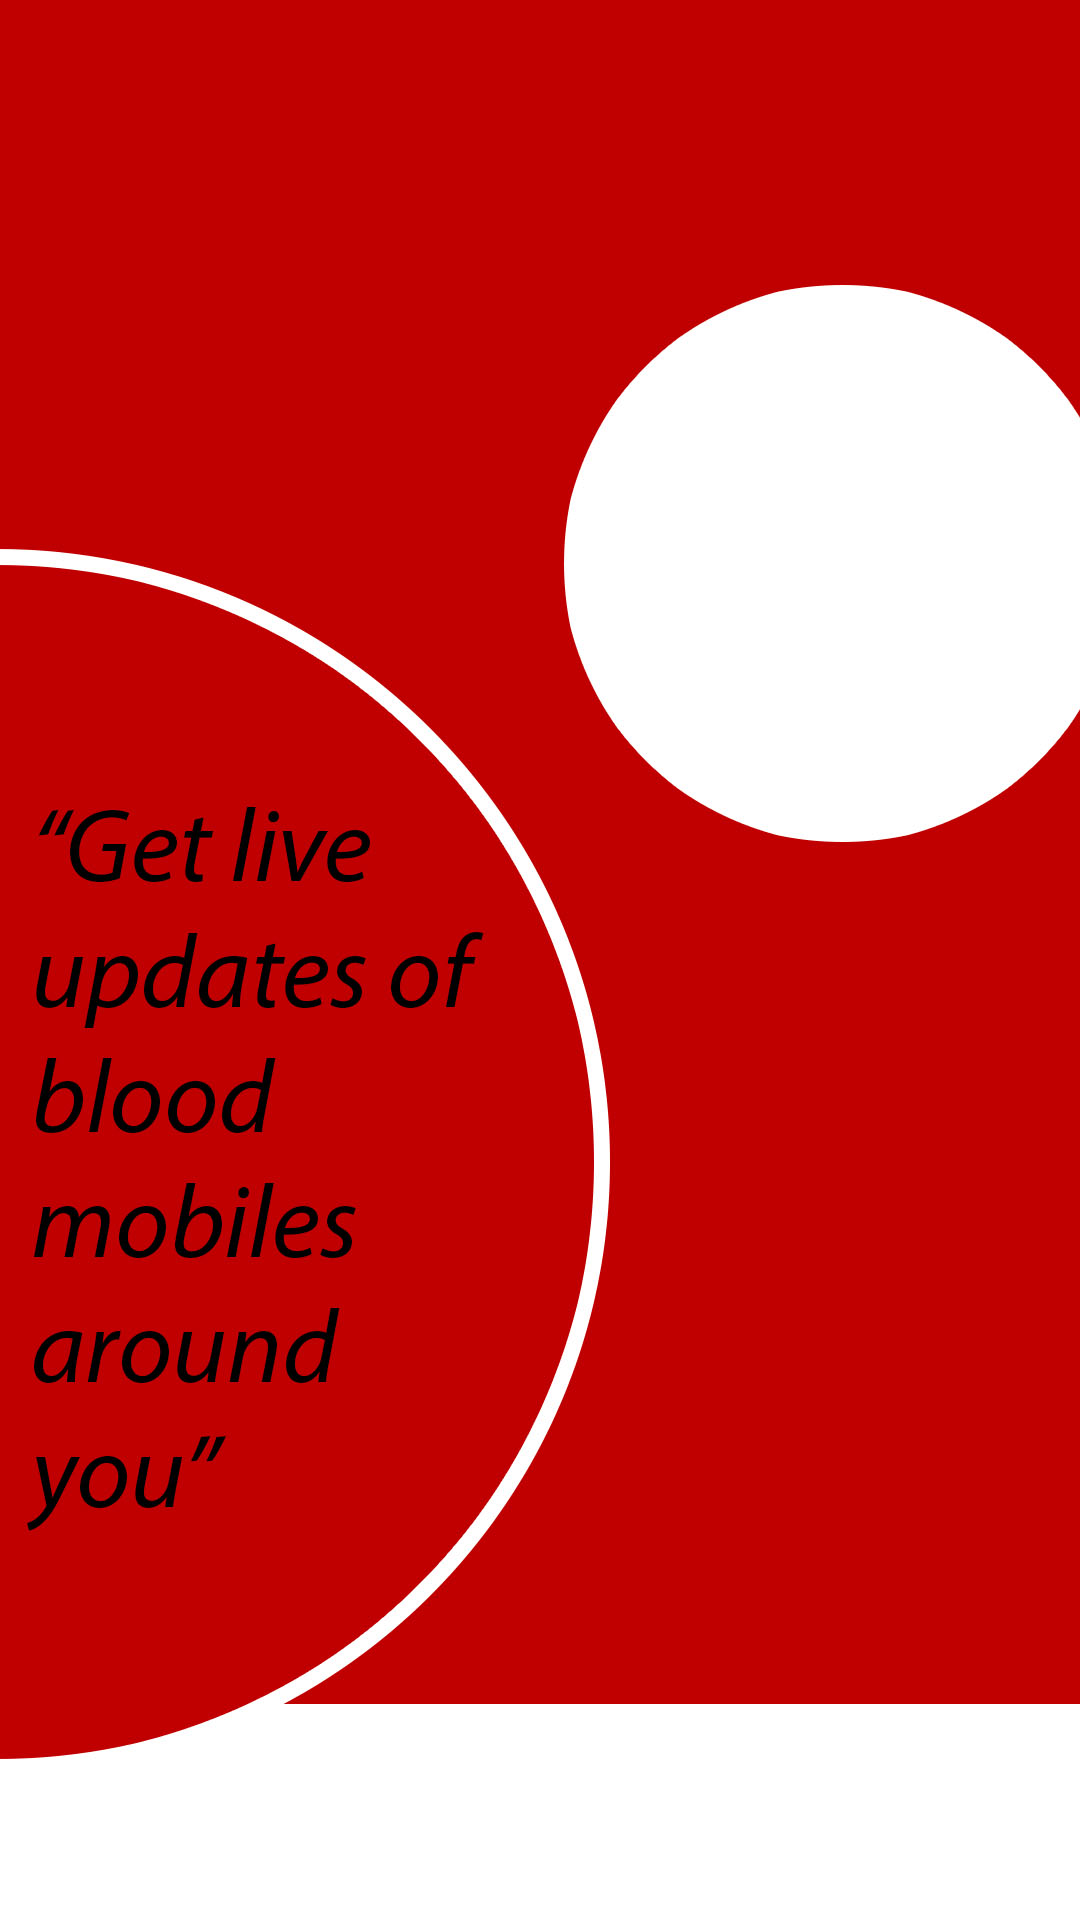 “Get live
updates of
blood
mobiles
around
you”